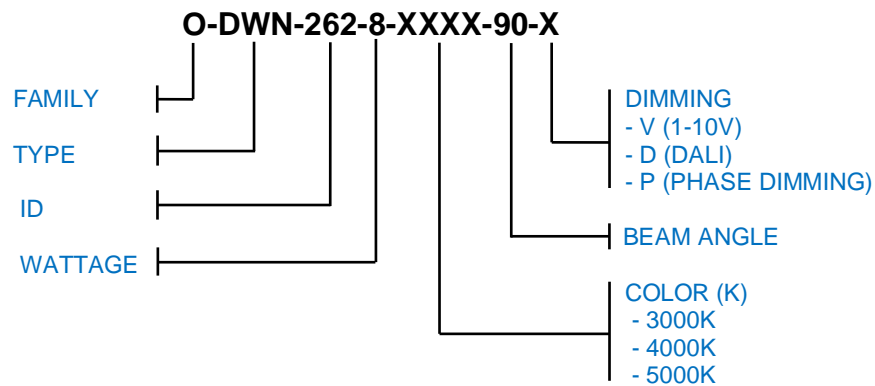 O-DWN-262-8-XXXX-90-X
FAMILY
TYPE
ID
WATTAGE
DIMMING
- V (1-10V)
- D (DALI)
- P (PHASE DIMMING)
BEAM ANGLE
COLOR (K)
- 3000K
- 4000K
- 5000K